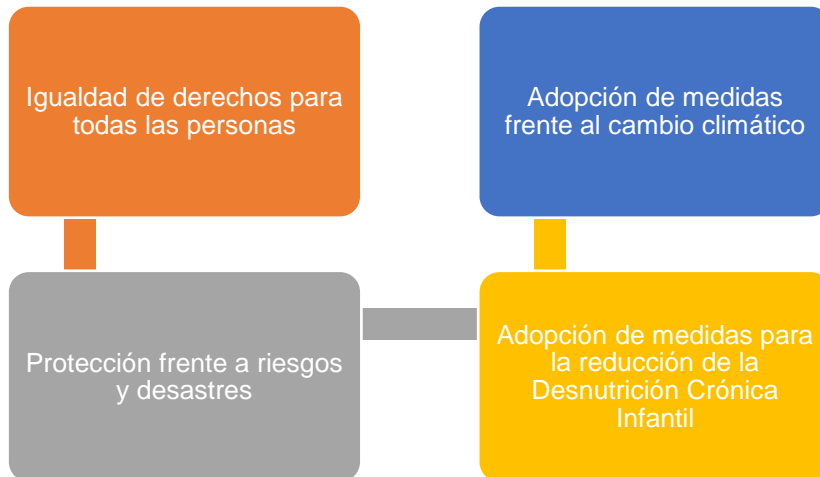 Igualdad de derechos para
todas las personas
Protección frente a riesgos
y desastres
Adopción de medidas para
la reducción de la
Desnutrición Crónica
Infantil
Adopción de medidas
frente al cambio climático